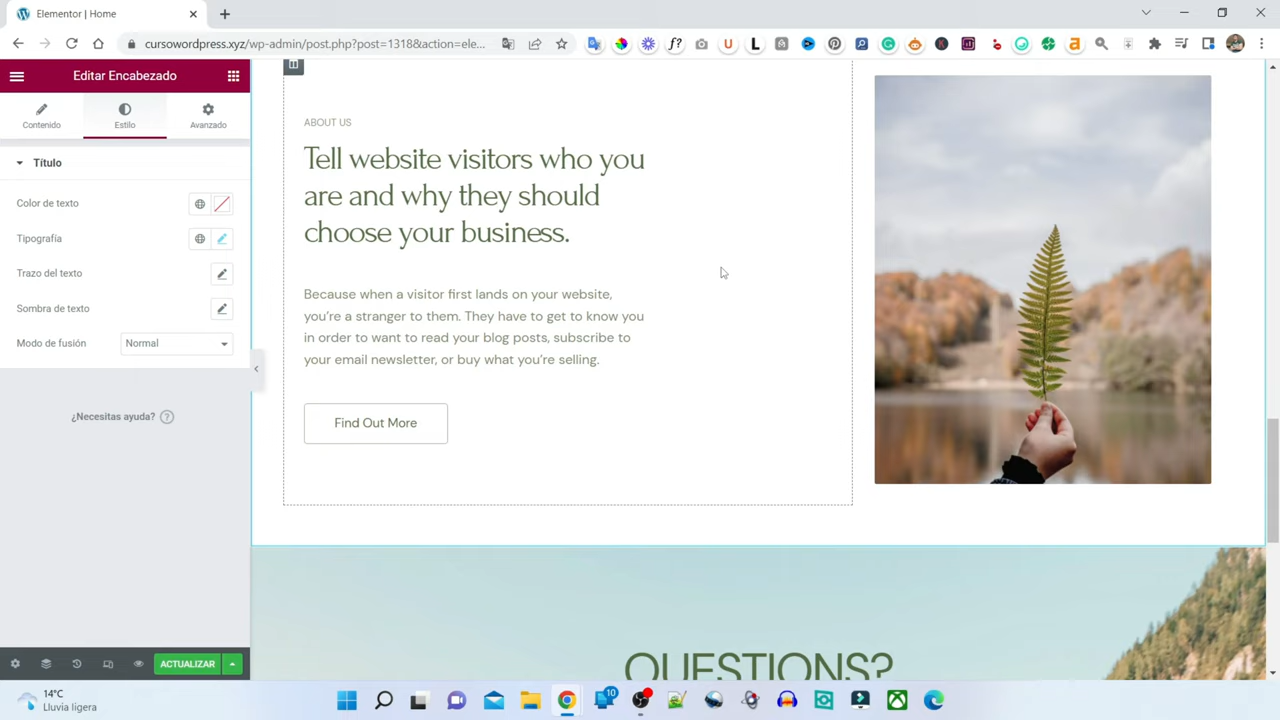 Elementor | Home
cursowordpress.xyz/wp-admin/post.php?post=1318&action=ele...
Editar Encabezado
Contenido
Estilo
Avanzado
Título
Color de texto
Tipografía
Trazo del texto
Sombra de texto
Modo de fusión
Normal
¿Necesitas ayuda? ?
ACTUALIZAR
ABOUT US
Tell website visitors who you
are and why they should
choose your business.
Because when a visitor first lands on your website,
you're a stranger to them. They have to get to know you
in order to want to read your blog posts, subscribe to
your email newsletter, or buy what you're selling.
Find Out More
QUESTIONS?
14°C
Lluvia ligera
10